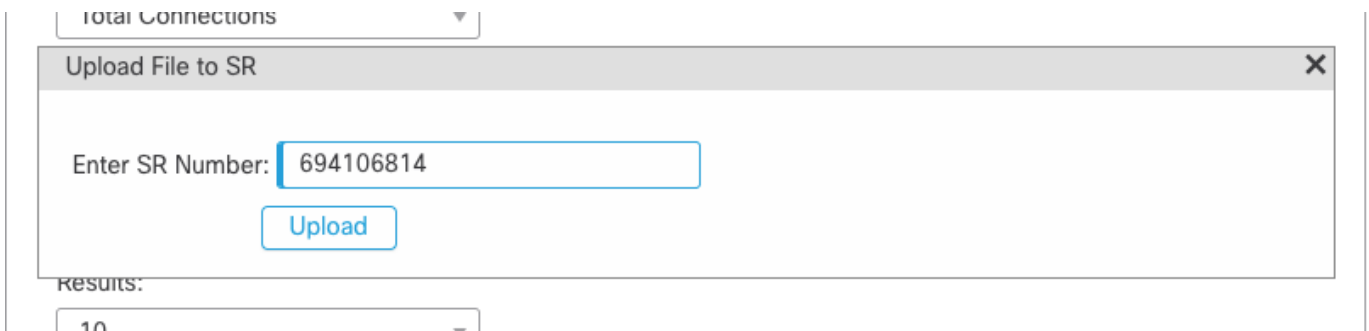 Total Connections
Upload File to SR
Enter SR Number: 694106814
Upload
Results:
10